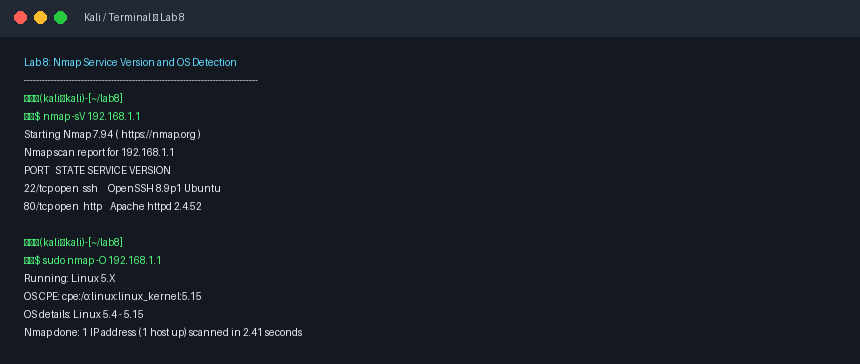 Kali / Terminal Lab 8
Lab 8: Nmap Service Version and OS Detection
------------------------------------------------------------------------------
(kali kali)-[~/lab8]
$ nmap -sV 192.168.1.1
Starting Nmap 7.94 ( https://nmap.org )
Nmap scan report for 192.168.1.1
PORT STATE SERVICE VERSION
22/tcp open ssh OpenSSH 8.9p1 Ubuntu
80/tcp open http Apache httpd 2.4.52
(kali kali)-[~/lab8]
$ sudo nmap -O 192.168.1.1
Running: Linux 5.X
OS CPE: cpe:/o:linux:linux_kernel:5.15
OS details: Linux 5.4 - 5.15
Nmap done: 1 IP address (1 host up) scanned in 2.41 seconds